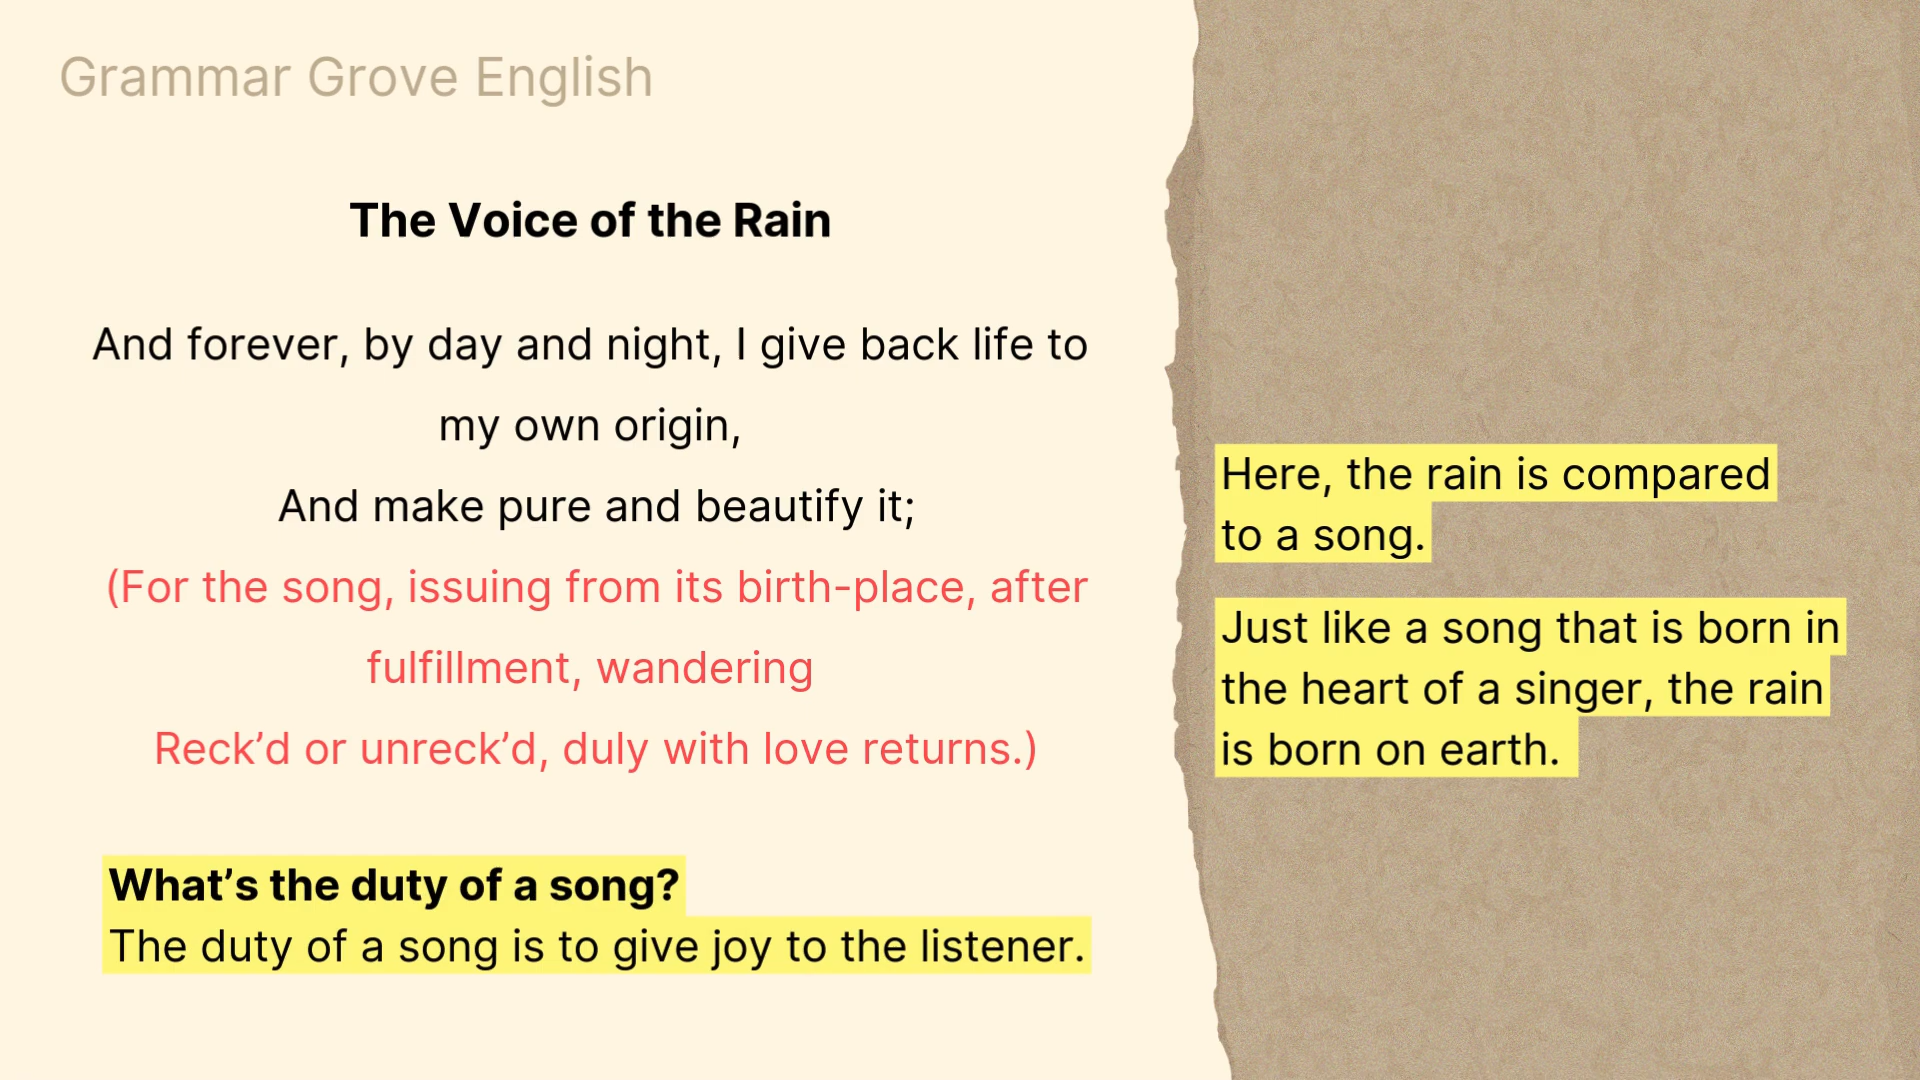 Grammar Grove English
The Voice of the Rain
And forever, by day and night, I give back life to
my own origin,
And make pure and beautify it;
(For the song, issuing from its birth-place, after
fulfillment, wandering
Reck’d or unreck’d, duly with love returns.)
What’s the duty of a song?
The duty of a song is to give joy to the listener.
Here, the rain is compared
to a song.
Just like a song that is born in
the heart of a singer, the rain
is born on earth.